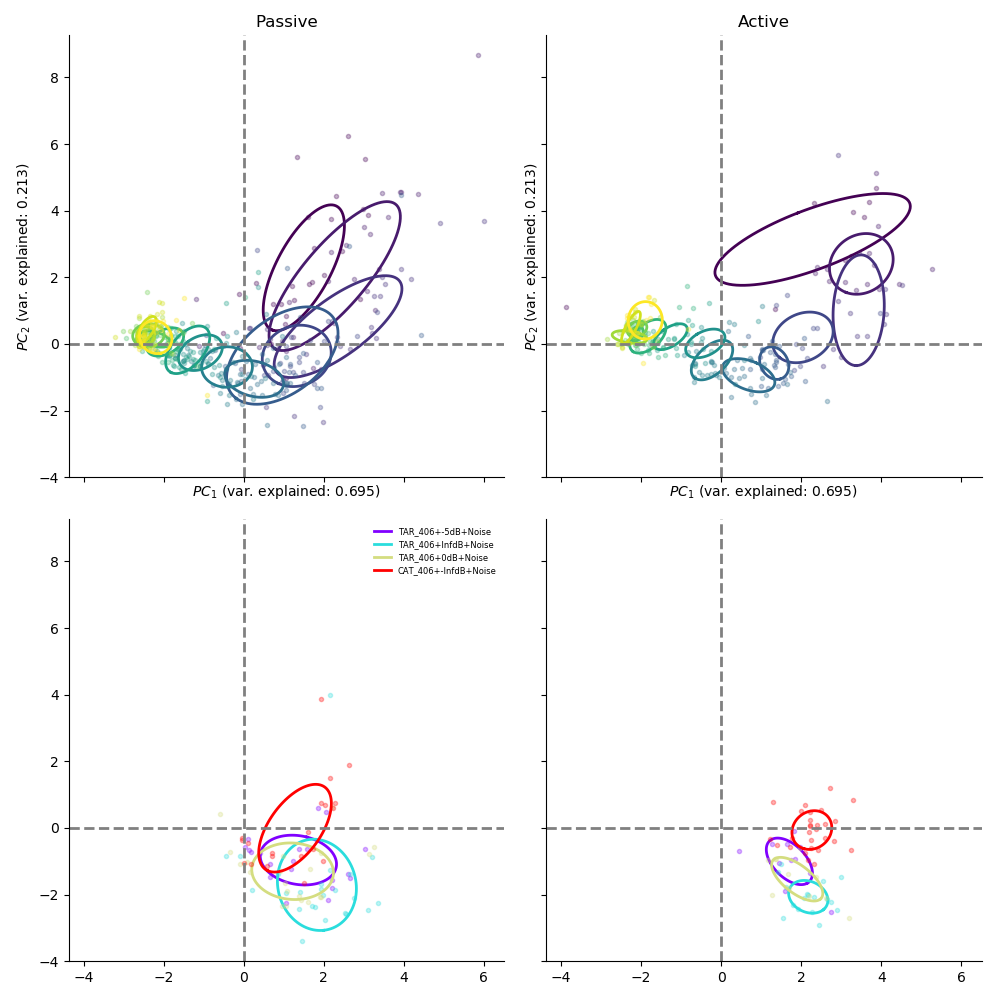 Passive
Active
8
6
4
2
0
−2
−4
PC₂ (var. explained: 0.213)
PC₂ (var. explained: 0.213)
PC₁ (var. explained: 0.695)
PC₁ (var. explained: 0.695)
TAR_406+-5dB+Noise
TAR_406+InfdB+Noise
TAR_406+0dB+Noise
CAT_406+-InfdB+Noise
8
6
4
2
0
−2
−4
−4 −2 0 2 4 6
−4 −2 0 2 4 6